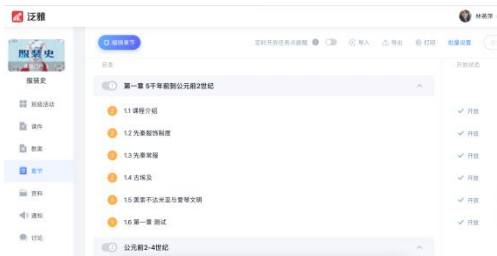 泛雅
林弟萍
服装史
服装史
班级活动
课件
教案
章节
资料
通知
讨论
编辑章节
定时开放任务点提醒
导入
导出
打印
批量设置
目录
开放状态
第一章 5千年前到公元前2世纪
1.1 课程介绍
开放
1.2 先秦服饰制度
开放
1.3 先秦常服
开放
1.4 古埃及
开放
1.5 美索不达米亚与爱琴文明
开放
1.6 第一章 测试
开放
公元前2-4世纪